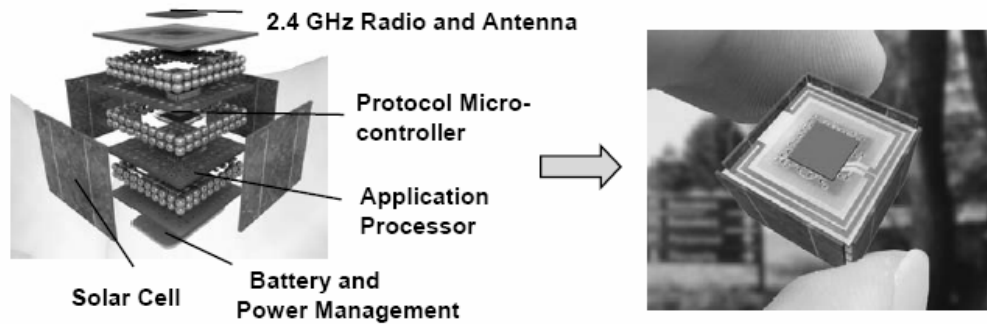 2.4 GHz Radio and Antenna
Protocol Micro-
controller
Application
Processor
Battery and
Power Management
Solar Cell